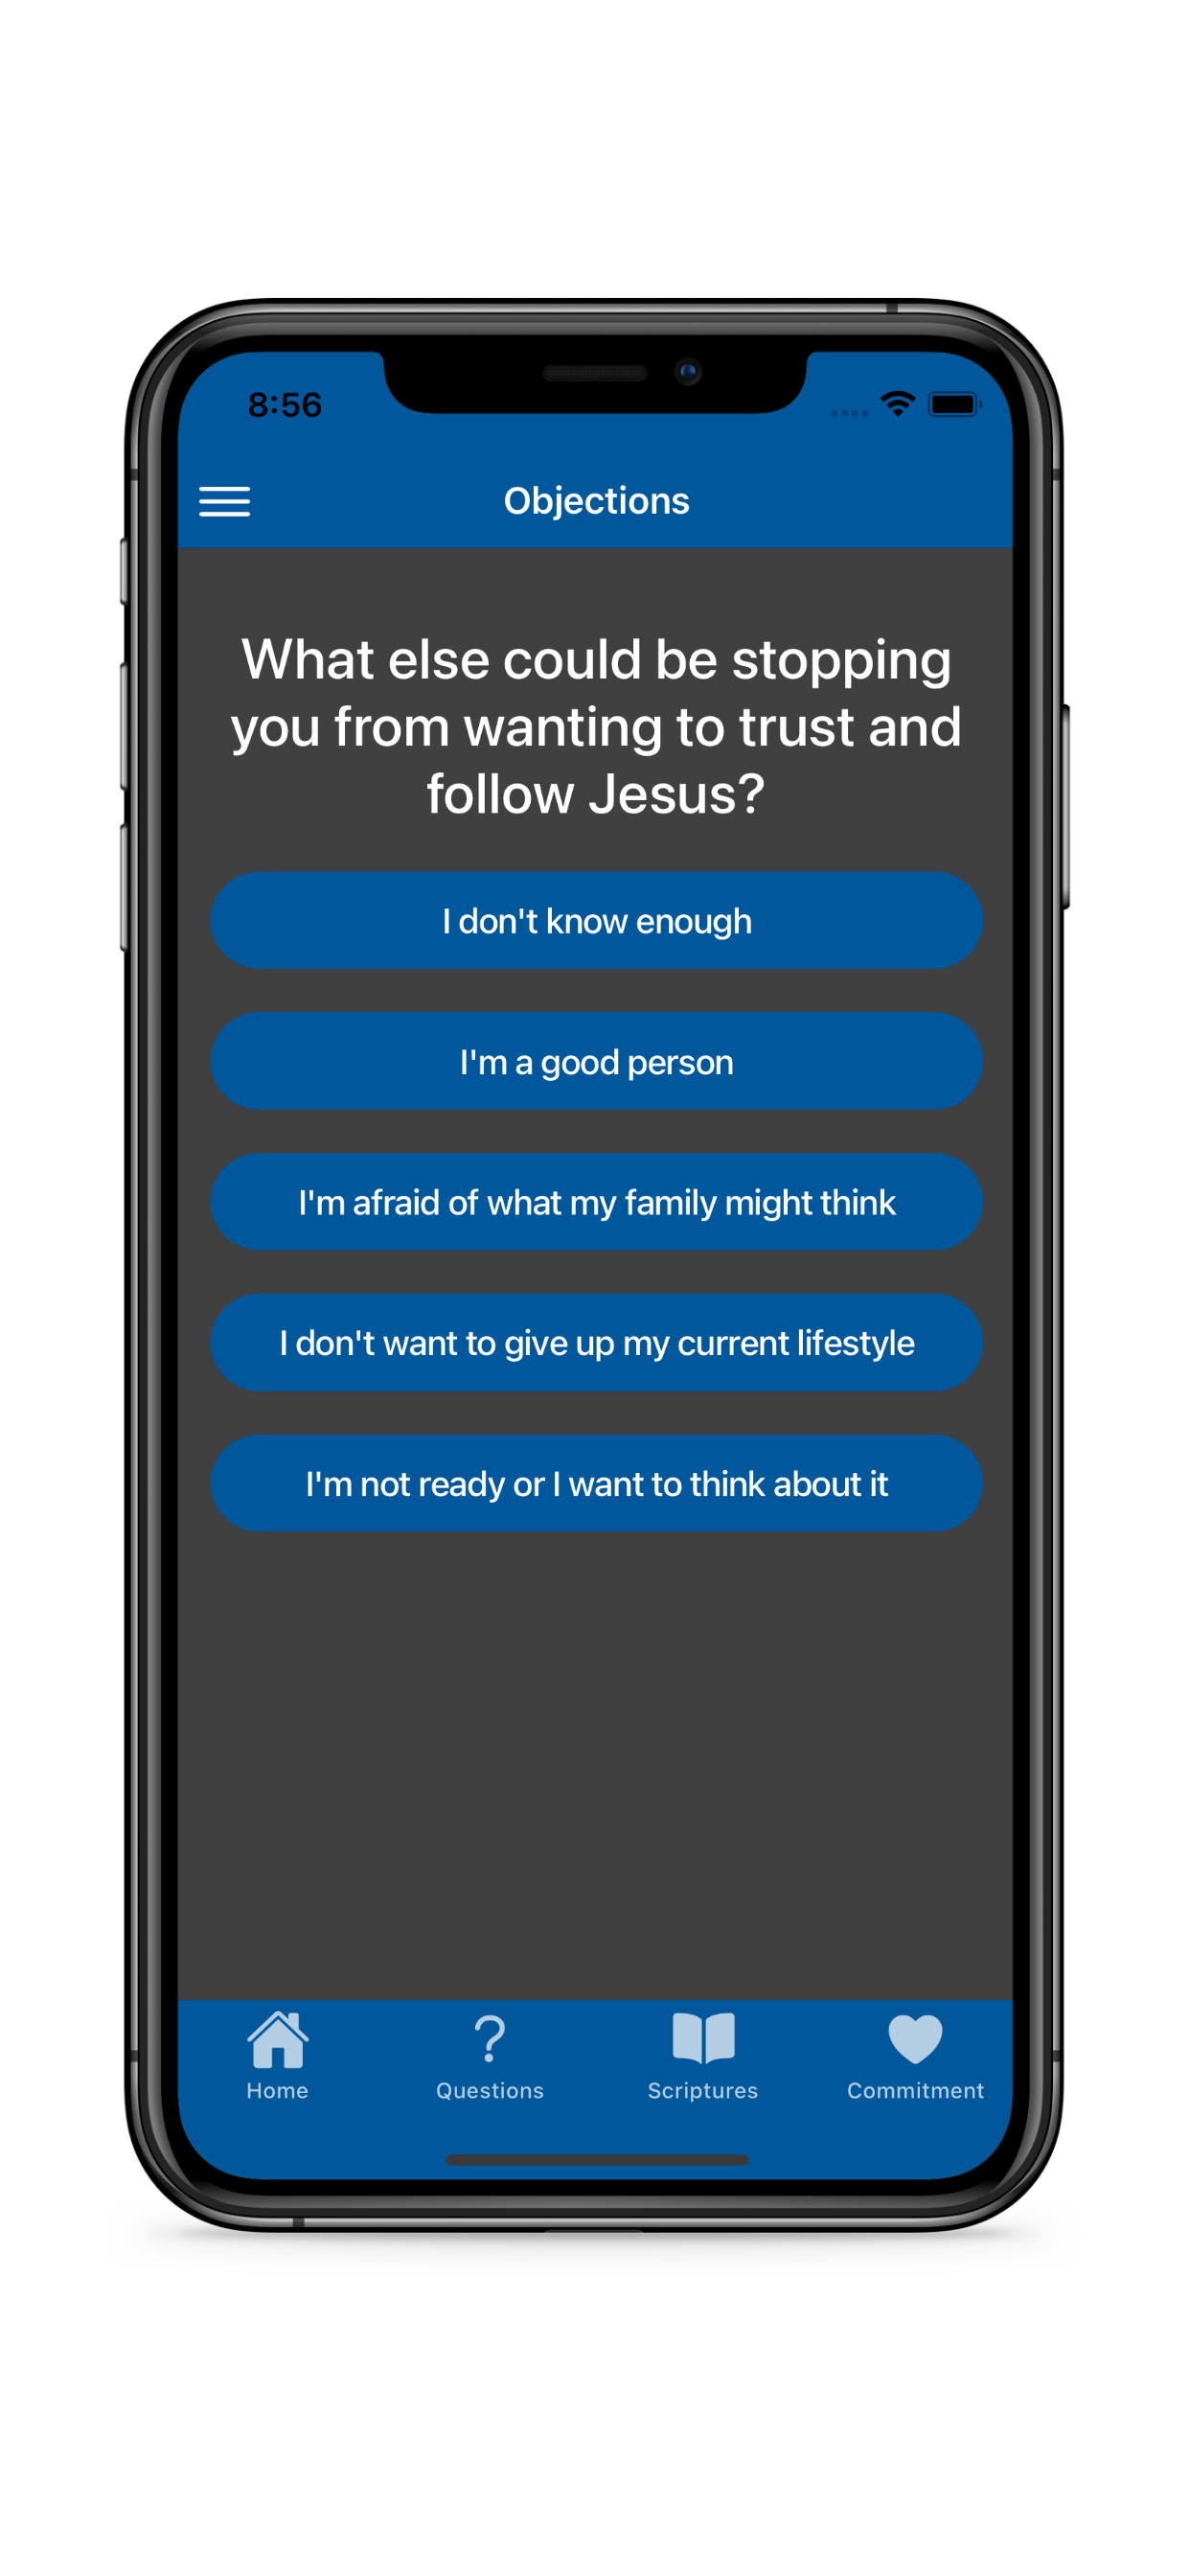 8:56
Objections
What else could be stopping
you from wanting to trust and
follow Jesus?
I don't know enough
I'm a good person
I'm afraid of what my family might think
I don't want to give up my current lifestyle
I'm not ready or I want to think about it
Home Questions Scriptures Commitment